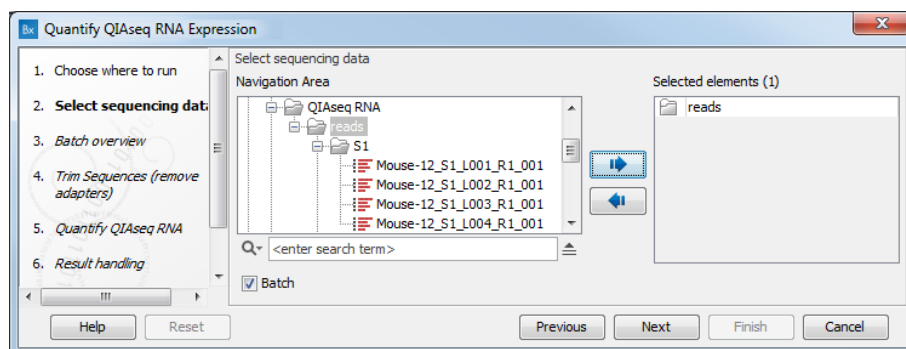 Bx Quantify QIAseq RNA Expression
1. Choose where to run
2. Select sequencing data
3. Batch overview
4. Trim Sequences (remove
adapters)
5. Quantify QIAseq RNA
6. Result handling
Select sequencing data
Navigation Area
QIAseq RNA
reads
S1
Mouse-12_S1_L001_R1_001
Mouse-12_S1_L002_R1_001
Mouse-12_S1_L003_R1_001
Mouse-12_S1_L004_R1_001
<enter search term>
Batch
Selected elements (1)
reads
Help
Reset
Previous
Next
Finish
Cancel